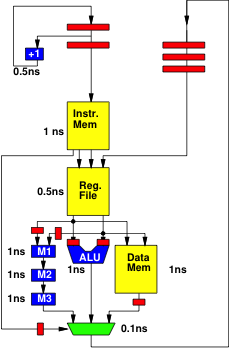 +1
0.5ns
Instr.
Mem
1 ns
Reg.
File
0.5ns
1ns
M1
ALU
1ns
Data
Mem
1ns
1ns
M2
1ns
M3
0.1ns